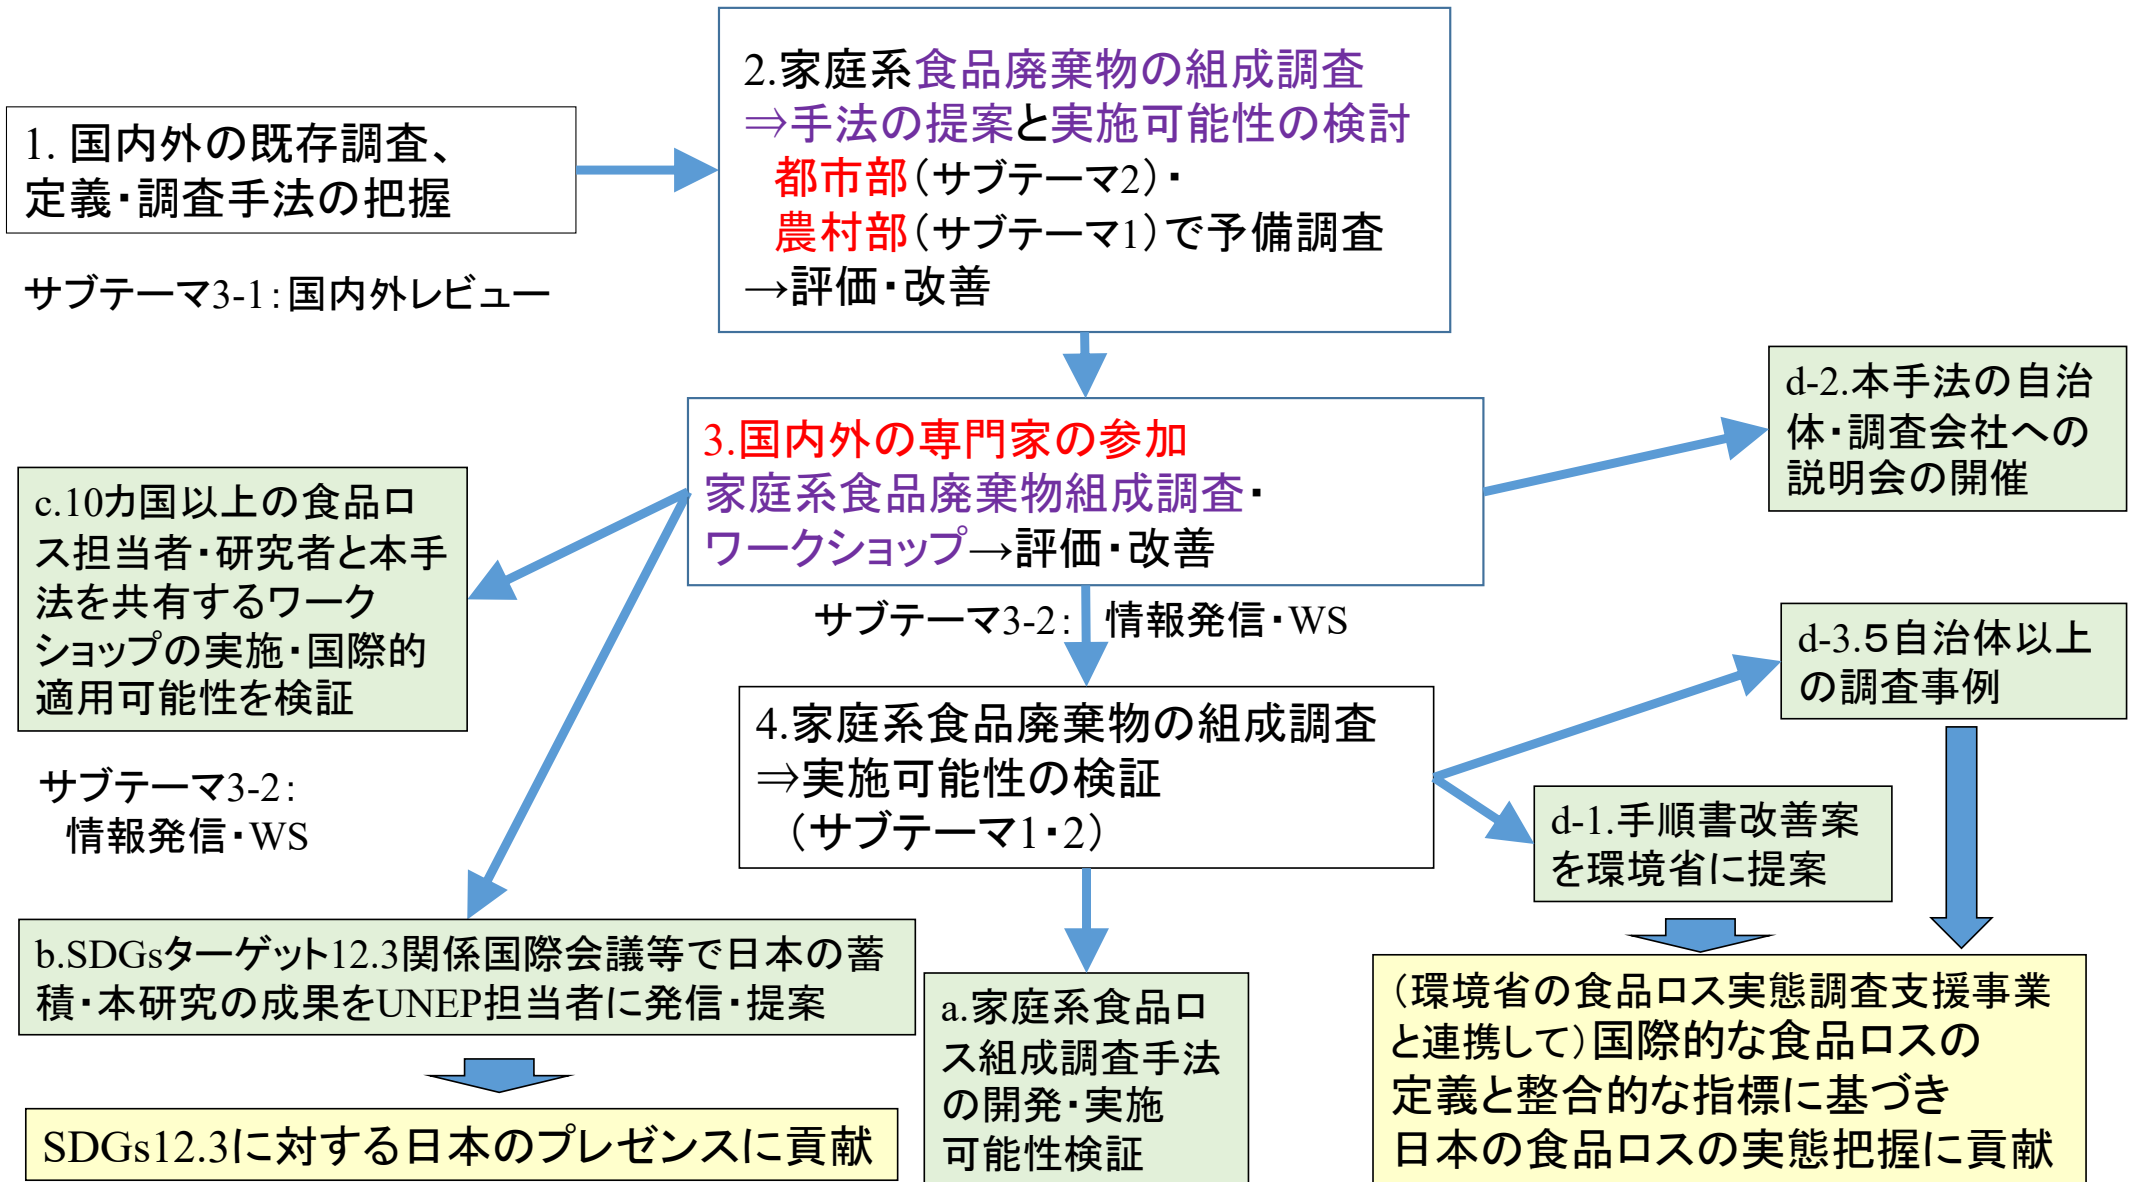 1. 国内外の既存調査、
定義・調査手法の把握
サブテーマ3-1：国内外レビュー
2.家庭系食品廃棄物の組成調査
⇒手法の提案と実施可能性の検討
都市部（サブテーマ2）・
農村部（サブテーマ1）で予備調査
→評価・改善
3.国内外の専門家の参加
家庭系食品廃棄物組成調査・
ワークショップ→評価・改善
サブテーマ3-2： 情報発信・WS
d-2.本手法の自治
体・調査会社への
説明会の開催
c.10カ国以上の食品ロ
ス担当者・研究者と本手
法を共有するワーク
ショップの実施・国際的
適用可能性を検証
サブテーマ3-2：
情報発信・WS
4.家庭系食品廃棄物の組成調査
⇒実施可能性の検証
（サブテーマ1・2）
d-3.５自治体以上
の調査事例
d-1.手順書改善案
を環境省に提案
b.SDGsターゲット12.3関係国際会議等で日本の蓄
積・本研究の成果をUNEP担当者に発信・提案
SDGs12.3に対する日本のプレゼンスに貢献
a.家庭系食品ロ
ス組成調査手法
の開発・実施
可能性検証
（環境省の食品ロス実態調査支援事業
と連携して）国際的な食品ロスの
定義と整合的な指標に基づき
日本の食品ロスの実態把握に貢献